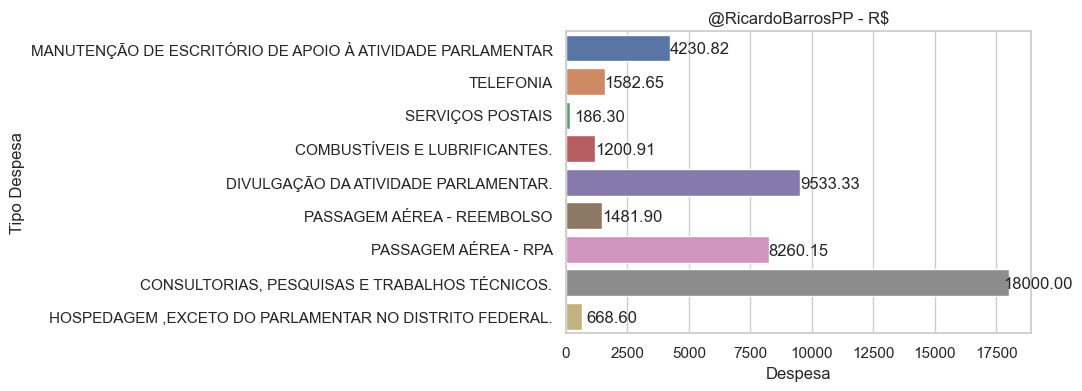 @RicardoBarrosPP - R$
MANUTENÇÃO DE ESCRITÓRIO DE APOIO À ATIVIDADE PARLAMENTAR 4230.82
TELEFONIA 1582.65
SERVIÇOS POSTAIS 186.30
COMBUSTÍVEIS E LUBRIFICANTES. 1200.91
DIVULGAÇÃO DA ATIVIDADE PARLAMENTAR. 9533.33
PASSAGEM AÉREA - REEMBOLSO 1481.90
PASSAGEM AÉREA - RPA 8260.15
CONSULTORIAS, PESQUISAS E TRABALHOS TÉCNICOS. 18000.00
HOSPEDAGEM ,EXCETO DO PARLAMENTAR NO DISTRITO FEDERAL. 668.60
Tipo Despesa
0 2500 5000 7500 10000 12500 15000 17500
Despesa